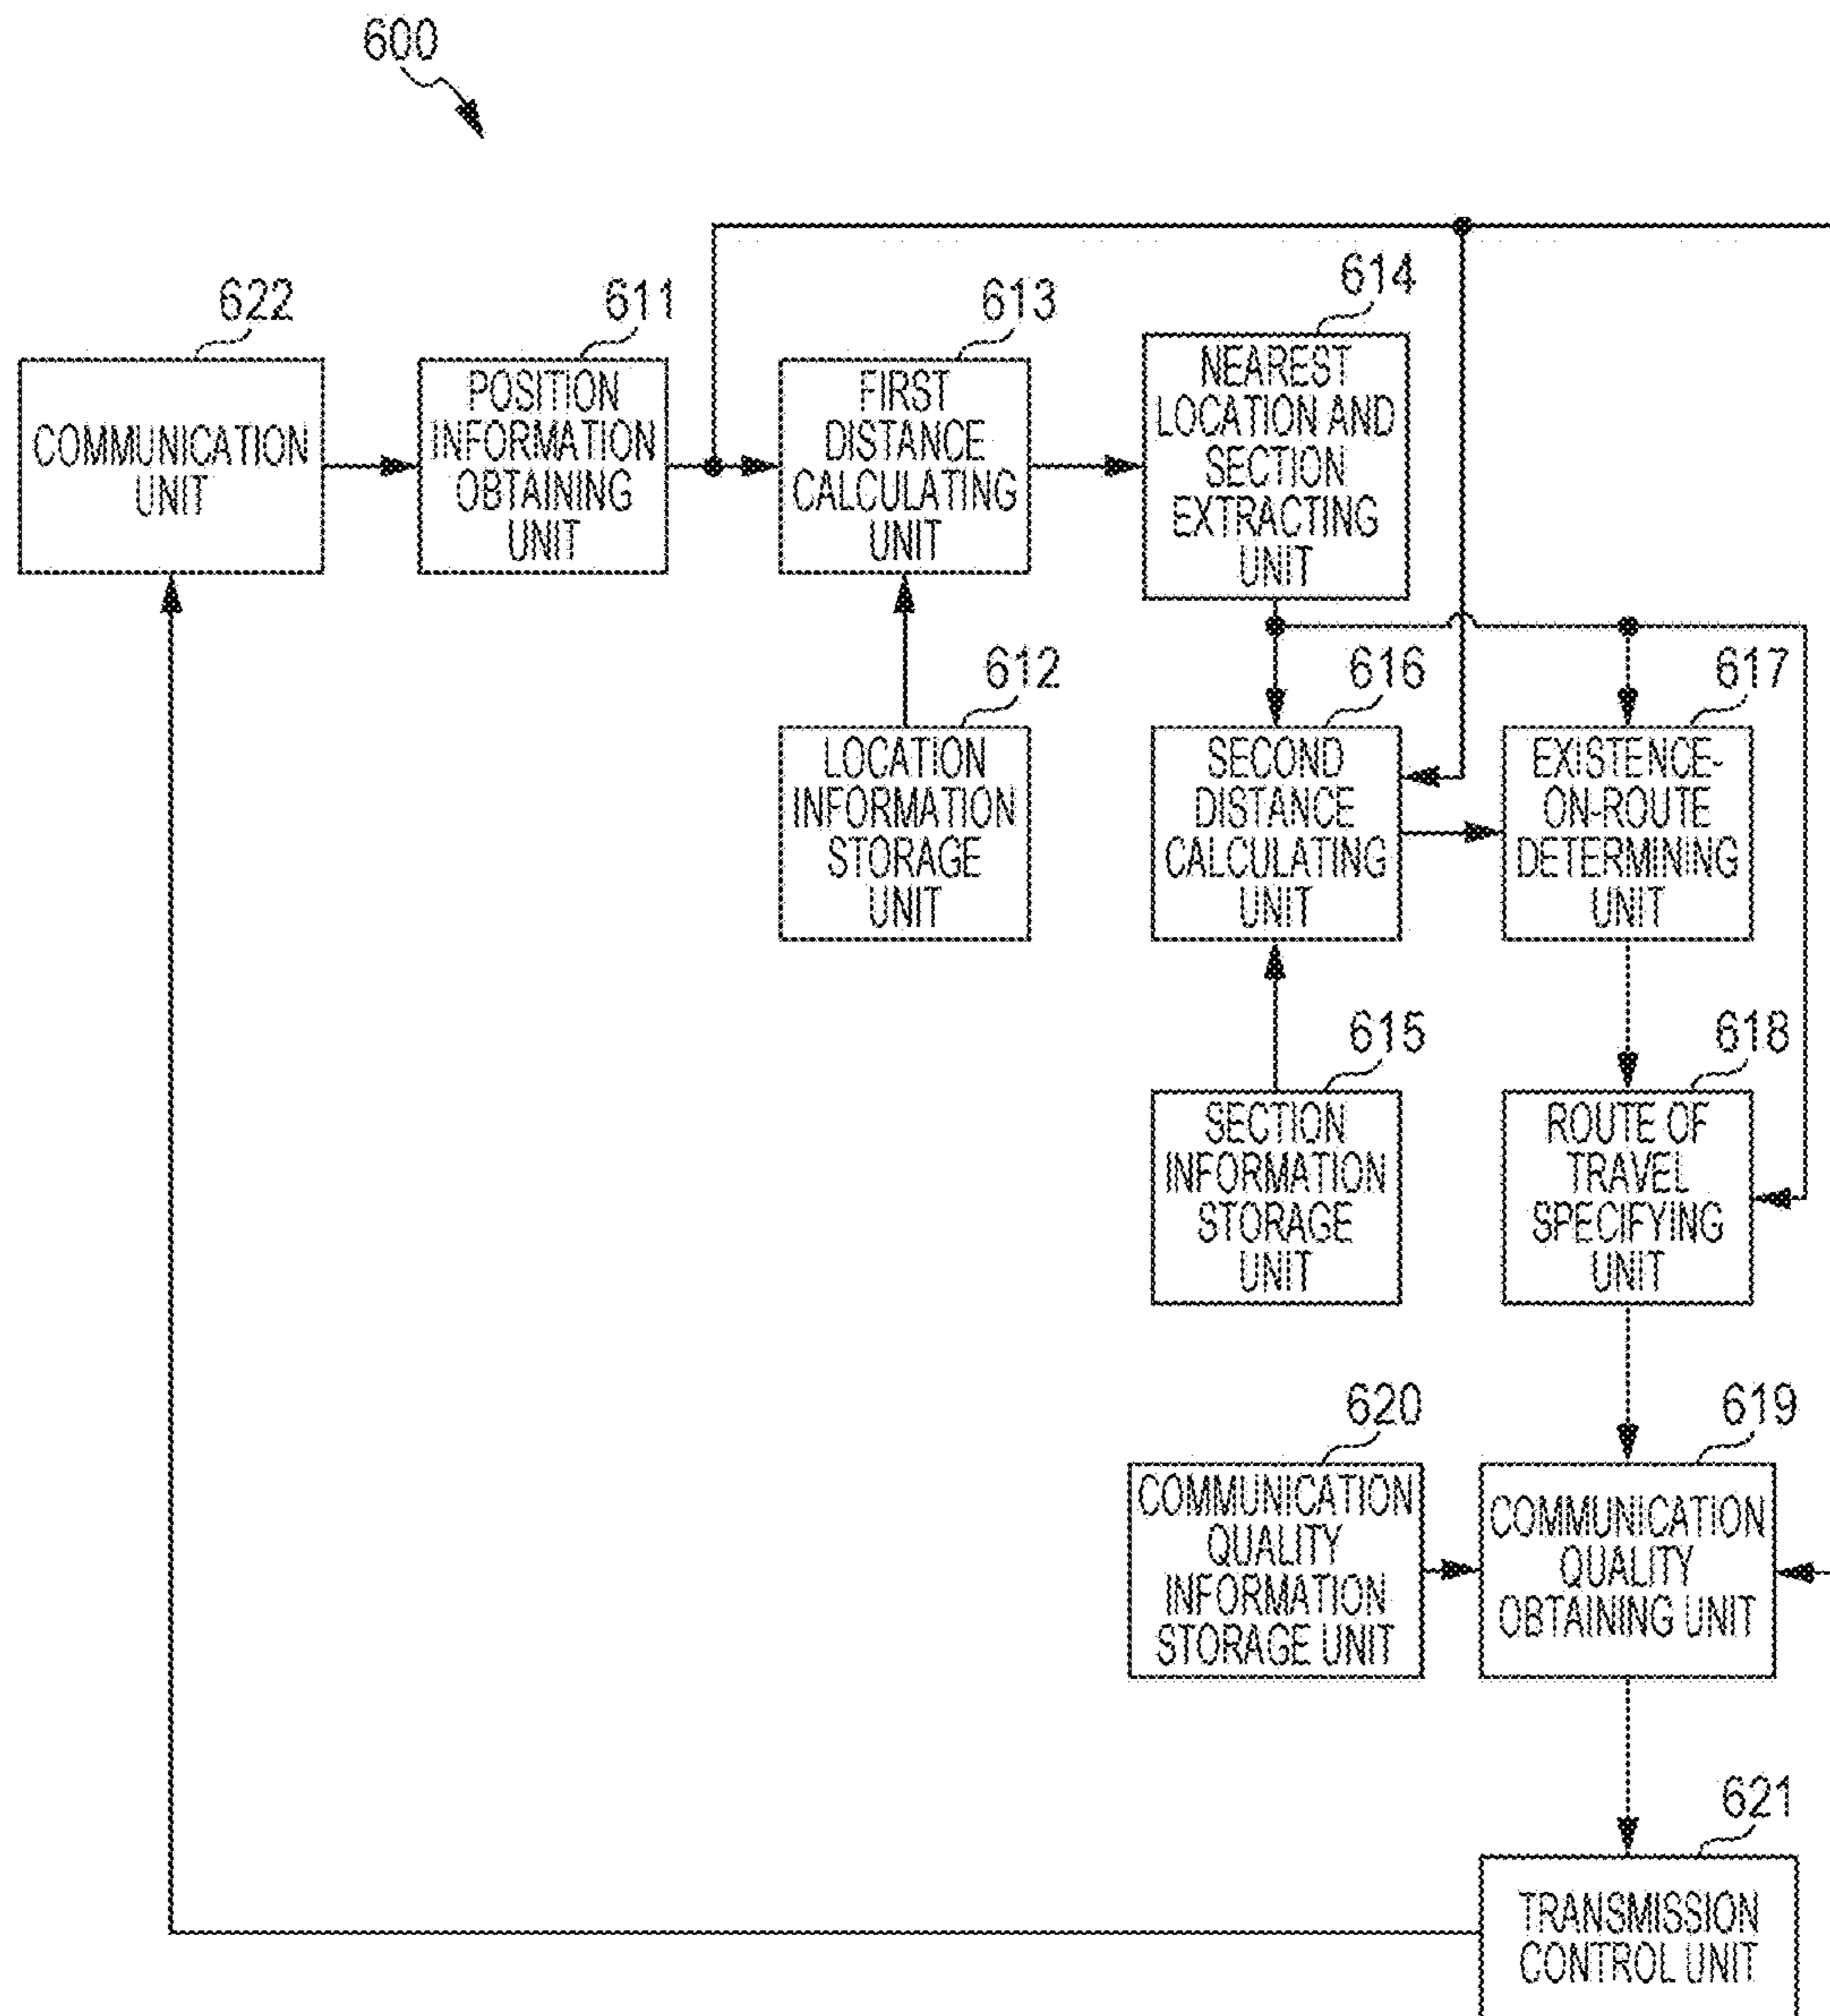 600
622
COMMUNICATION
UNIT
611
POSITION
INFORMATION
OBTAINING
UNIT
613
FIRST
DISTANCE
CALCULATING
UNIT
614
NEAREST
LOCATION AND
SECTION
EXTRACTING
UNIT
612
LOCATION
INFORMATION
STORAGE
UNIT
616
SECOND
DISTANCE
CALCULATING
UNIT
617
EXISTENCE-
ON-ROUTE
DETERMINING
UNIT
615
SECTION
INFORMATION
STORAGE
UNIT
618
ROUTE OF
TRAVEL
SPECIFYING
UNIT
620
COMMUNICATION
QUALITY
INFORMATION
STORAGE UNIT
619
COMMUNICATION
QUALITY
OBTAINING UNIT
621
TRANSMISSION
CONTROL UNIT